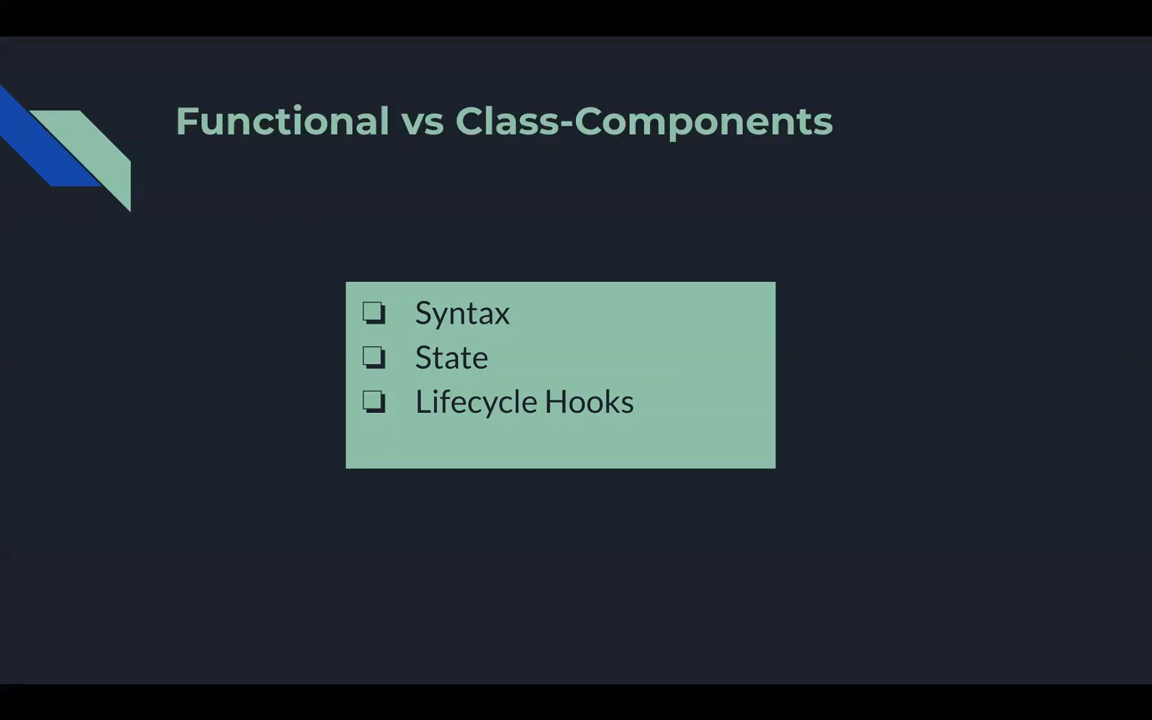 Functional vs Class-Components
❏ Syntax
❏ State
❏ Lifecycle Hooks